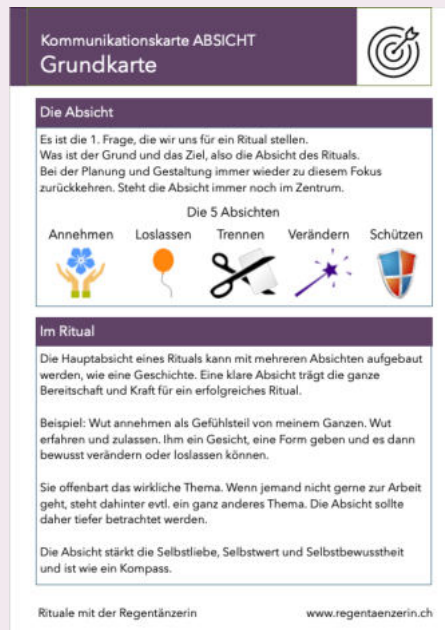 Kommunikationskarte ABSICHT
Grundkarte
Die Absicht
Es ist die 1. Frage, die wir uns für ein Ritual stellen.
Was ist der Grund und das Ziel, also die Absicht des Rituals.
Bei der Planung und Gestaltung immer wieder zu diesem Fokus
zurückkehren. Steht die Absicht immer noch im Zentrum.
Die 5 Absichten
Annehmen Loslassen Trennen Verändern Schützen
Im Ritual
Die Hauptabsicht eines Rituals kann mit mehreren Absichten aufgebaut
werden, wie eine Geschichte. Eine klare Absicht trägt die ganze
Bereitschaft und Kraft für ein erfolgreiches Ritual.
Beispiel: Wut annehmen als Gefühlsteil von meinem Ganzen. Wut
erfahren und zulassen. Ihm ein Gesicht, eine Form geben und es dann
bewusst verändern oder loslassen können.
Sie offenbart das wirkliche Thema. Wenn jemand nicht gerne zur Arbeit
geht, steht dahinter evtl. ein ganz anderes Thema. Die Absicht sollte
daher tiefer betrachtet werden.
Die Absicht stärkt die Selbstliebe, Selbstwert und Selbstbewusstheit
und ist wie ein Kompass.
Rituale mit der Regentänzerin www.regentaenzerin.ch